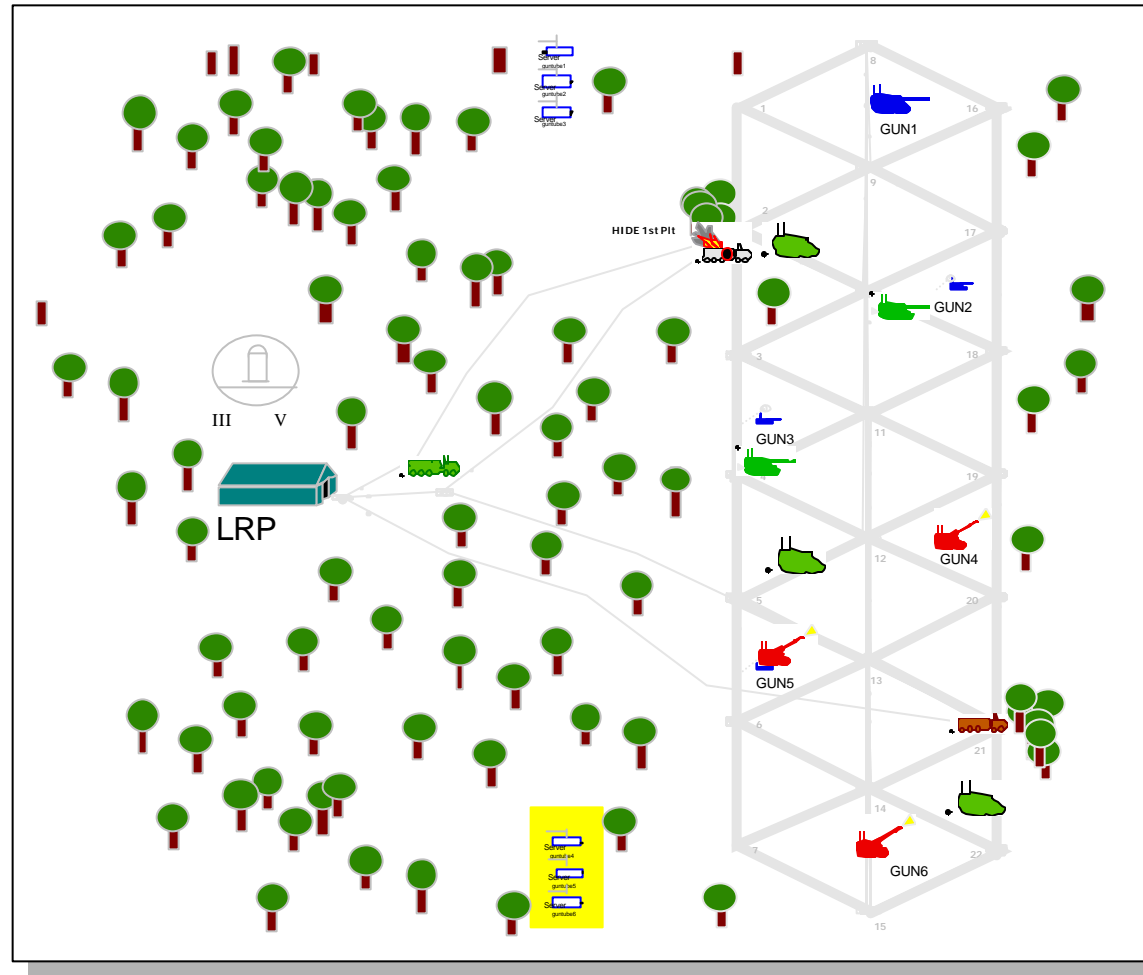 Server
guntube1
Server
guntube2
Server
guntube3
8
1
16
GUN1
9
2
17
HIDE 1st Plt
GUN2
3
18
III V
GUN3
11
4
19
LRP
GUN4
12
5
20
GUN5
13
6
21
14
Server
guntube4
7
22
Server
guntube5
GUN6
Server
guntube6
15